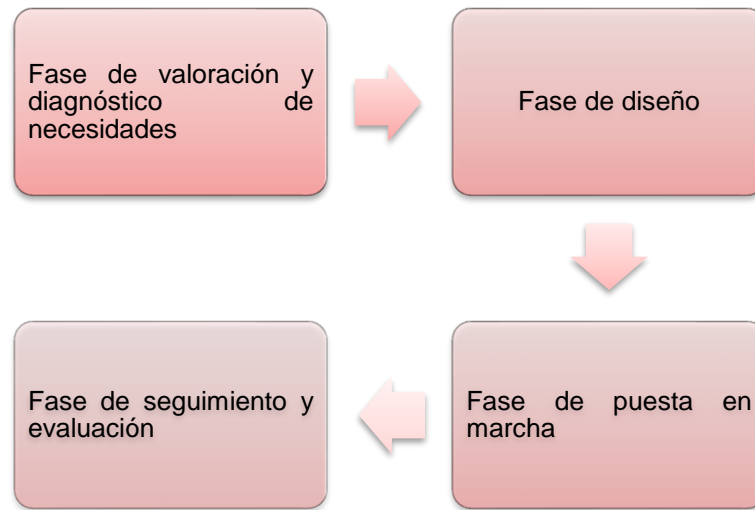 Fase de valoración y
diagnóstico de
necesidades
Fase de diseño
Fase de puesta en
marcha
Fase de seguimiento y
evaluación